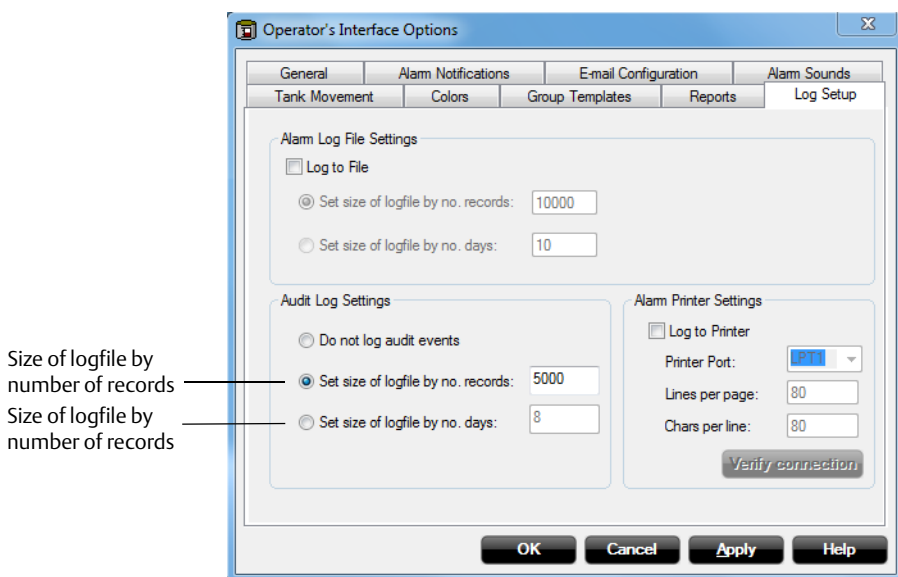 Operator's Interface Options
General Alarm Notifications E-mail Configuration Alarm Sounds
Tank Movement Colors Group Templates Reports Log Setup
Alarm Log File Settings
Log to File
Set size of logfile by no. records: 10000
Set size of logfile by no. days: 10
Audit Log Settings
Do not log audit events
Set size of logfile by no. records: 5000
Set size of logfile by no. days: 8
Alarm Printer Settings
Log to Printer
Printer Port: LPT1
Lines per page: 80
Chars per line: 80
Verify connection
Size of logfile by
number of records
Size of logfile by
number of records
OK Cancel Apply Help